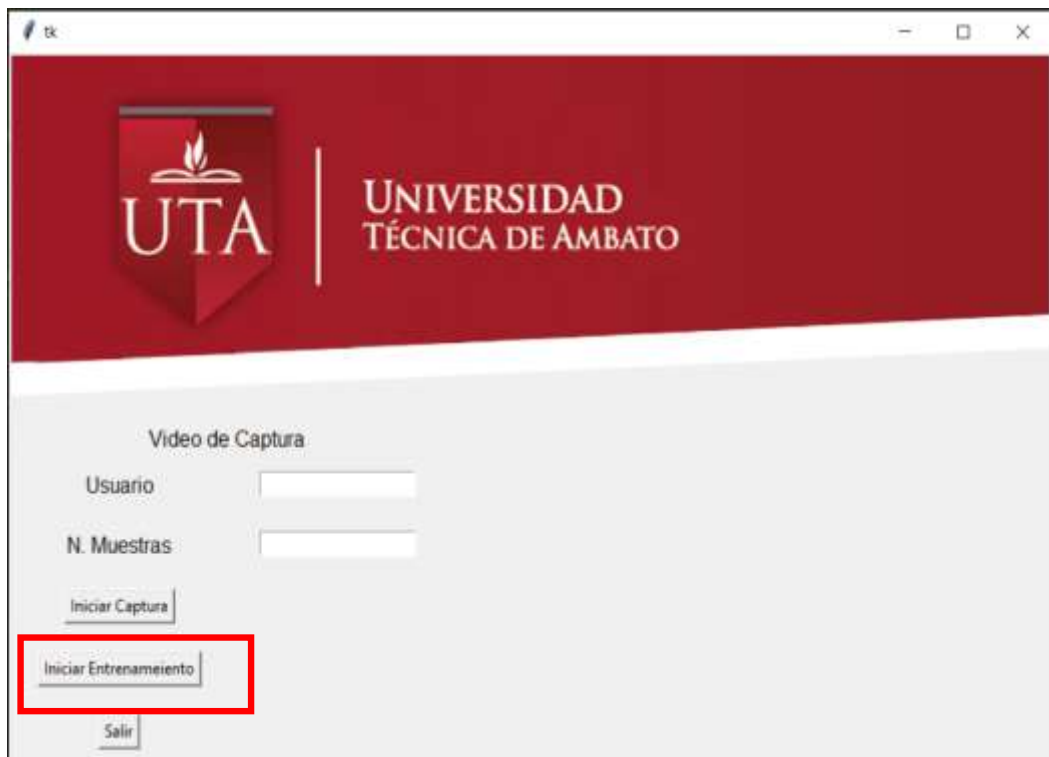 tk
UTA
UNIVERSIDAD
TÉCNICA DE AMBATO
Video de Captura
Usuario
N. Muestras
Iniciar Captura
Iniciar Entrenameiento
Salir